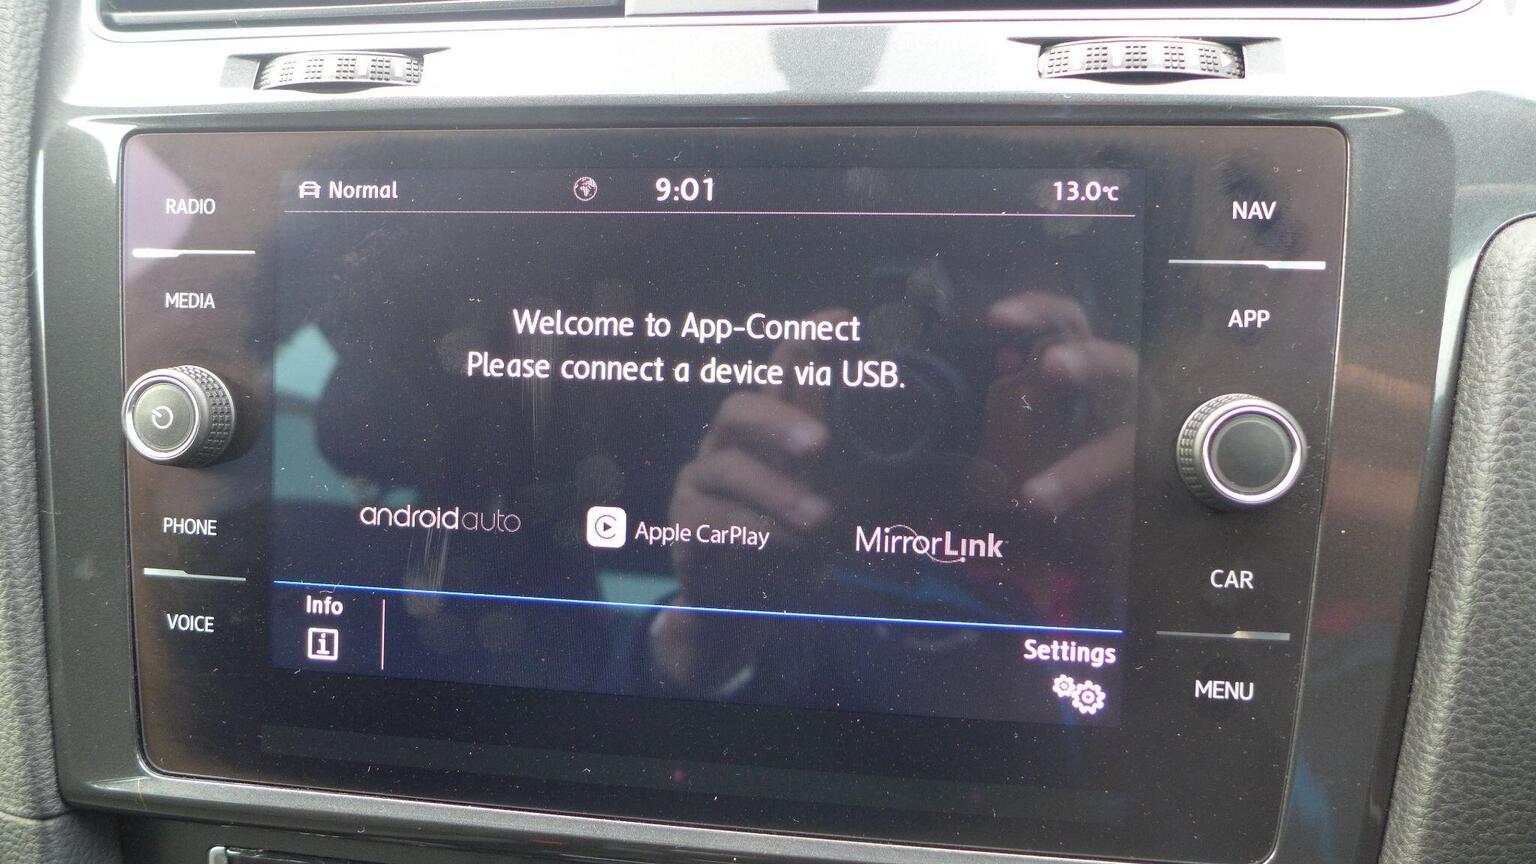 Normal
9:01
13.0°C
RADIO
NAV
MEDIA
APP
Welcome to App-Connect
Please connect a device via USB.
androidauto
Apple CarPlay
MirrorLink
PHONE
CAR
VOICE
Info
Settings
MENU